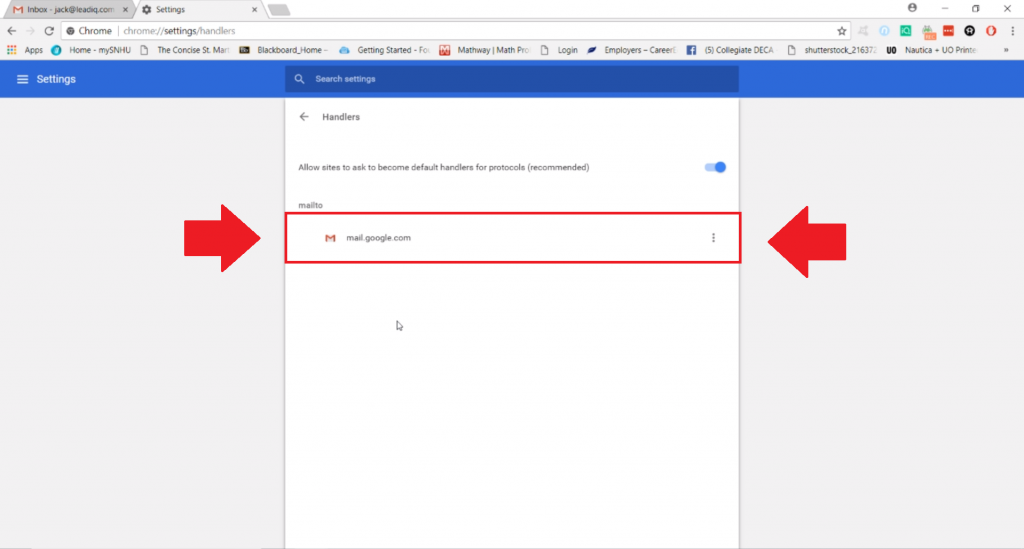 Inbox - jack@leadiq.com
Settings
Chrome
chrome://settings/handlers
Apps
Home - mySNHU
The Concise St. Mart
Blackboard_Home –
Getting Started - Fo
Mathway | Math Pro
Login
Employers – Career
(5) Collegiate DECA
shutterstock_216372
UO
Nautica + UO Printe
»
Settings
Search settings
Handlers
Allow sites to ask to become default handlers for protocols (recommended)
mailto
mail.google.com